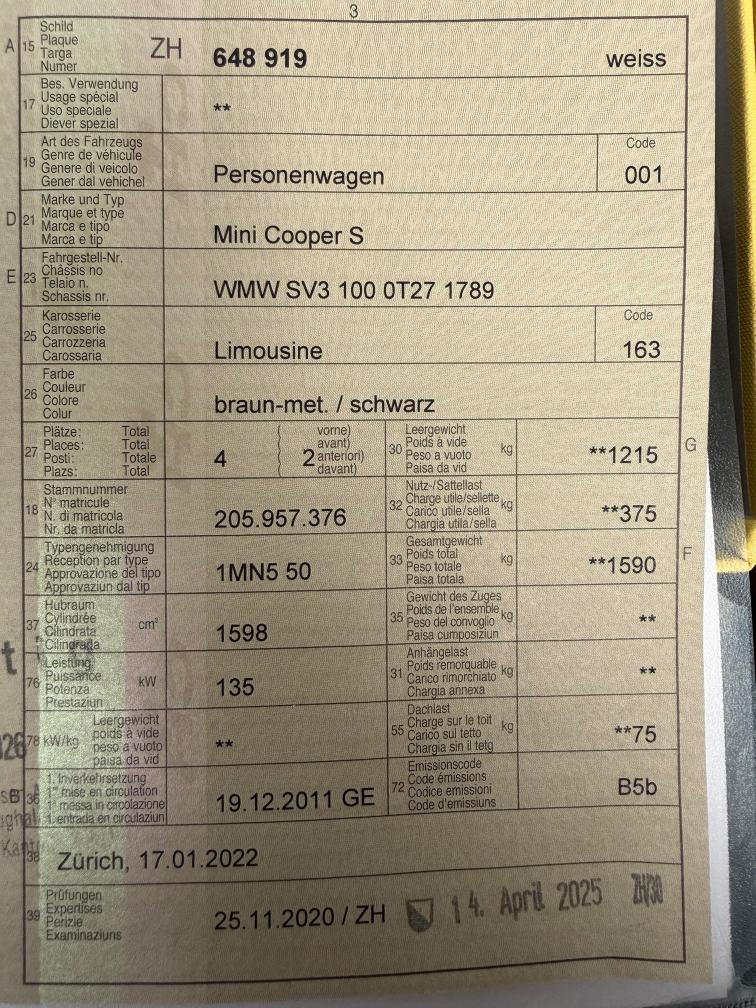 3
A 15 Schild
Plaque
Targa
Numer
ZH 648 919 weiss
17 Bes. Verwendung
Usage spécial
Uso speciale
Diever spezial
**
19 Art des Fahrzeugs
Genre de véhicule
Genere di veicolo
Gener dal vehichel
Personenwagen
Code
001
D 21 Marke und Typ
Marque et type
Marca e tipo
Marca e tip
Mini Cooper S
E 23 Fahrgestell-Nr.
Châssis no
Telaio n.
Schassis nr.
WMW SV3 100 0T27 1789
25 Karosserie
Carrosserie
Carrozzeria
Carossaria
Limousine
Code
163
26 Farbe
Couleur
Colore
Colur
braun-met. / schwarz
27 Plätze: Total
Places: Total
Posti: Totale
Plazs: Total
4
2
vorne)
avant)
anteriori)
davant)
30 Leergewicht
Poids à vide
Peso a vuoto
Paisa da vid
kg
**1215
G
18 Stammnummer
N° matricule
N. di matricola
Nr. da matricla
205.957.376
32 Nutz-/Sattellast
Charge utile/sellette
Carico utile/sella
Chargia utila/sella
kg
**375
24 Typengenehmigung
Réception par type
Approvazione del tipo
Approvaziun dal tip
1MN5 50
33 Gesamtgewicht
Poids total
Peso totale
Paisa totala
kg
**1590
F
37 Hubraum
Cylindrée
Cilindrata
Cilindrada
cm³
1598
35 Gewicht des Zuges
Poids de l'ensemble
Peso del convoglio
Paisa cumposiziun
kg
**
76 Leistung
Puissance
Potenza
Prestaziun
kW
135
31 Anhängelast
Poids remorquable
Carico rimorchiato
Chargia annexa
kg
**
78 kW/kg
Leergewicht
poids à vide
peso a vuoto
paisa da vid
**
55 Dachlast
Charge sur le toit
Carico sul tetto
Chargia sin il tetg
kg
**75
36 1. Inverkehrsetzung
1re mise en circulation
1a messa in circolazione
1. entrada en circulaziun
19.12.2011 GE
72 Emissionscode
Code émissions
Codice emissioni
Code d'emissiuns
B5b
38 Zürich, 17.01.2022
39 Prüfungen
Expertises
Perizie
Examinaziuns
25.11.2020 / ZH
14. April 2025 ZH/30